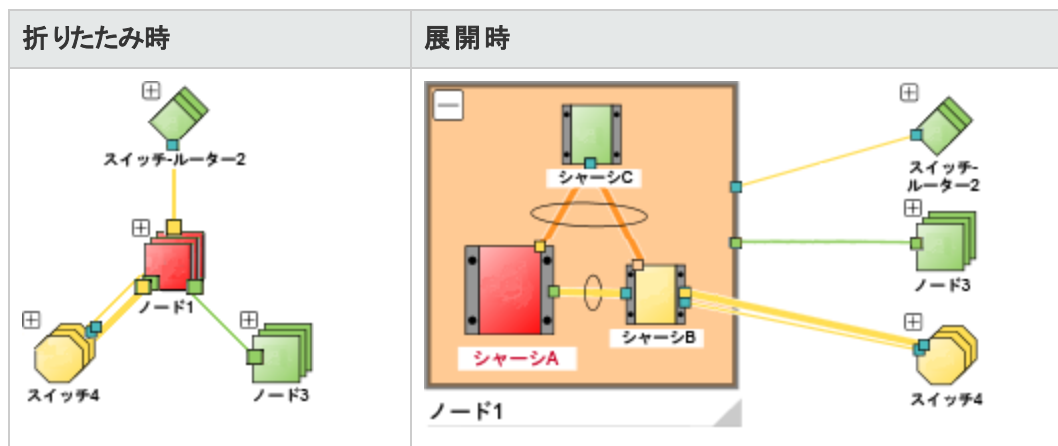 折りたたみ時
展開時
スイッチ-ルーター2
ノード1
スイッチ4
ノード3
シャーシC
シャーシA
シャーシB
ノード1
スイッチ-
ルーター2
ノード3
スイッチ4